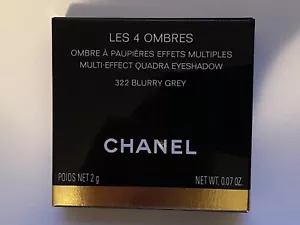 LES 4 OMBRES
OMBRE À PAUPIÈRES EFFETS MULTIPLES
MULTI-EFFECT QUADRA EYESHADOW
322 BLURRY GREY
CHANEL
POIDS NET 2 g NET WT. 0.07 OZ.